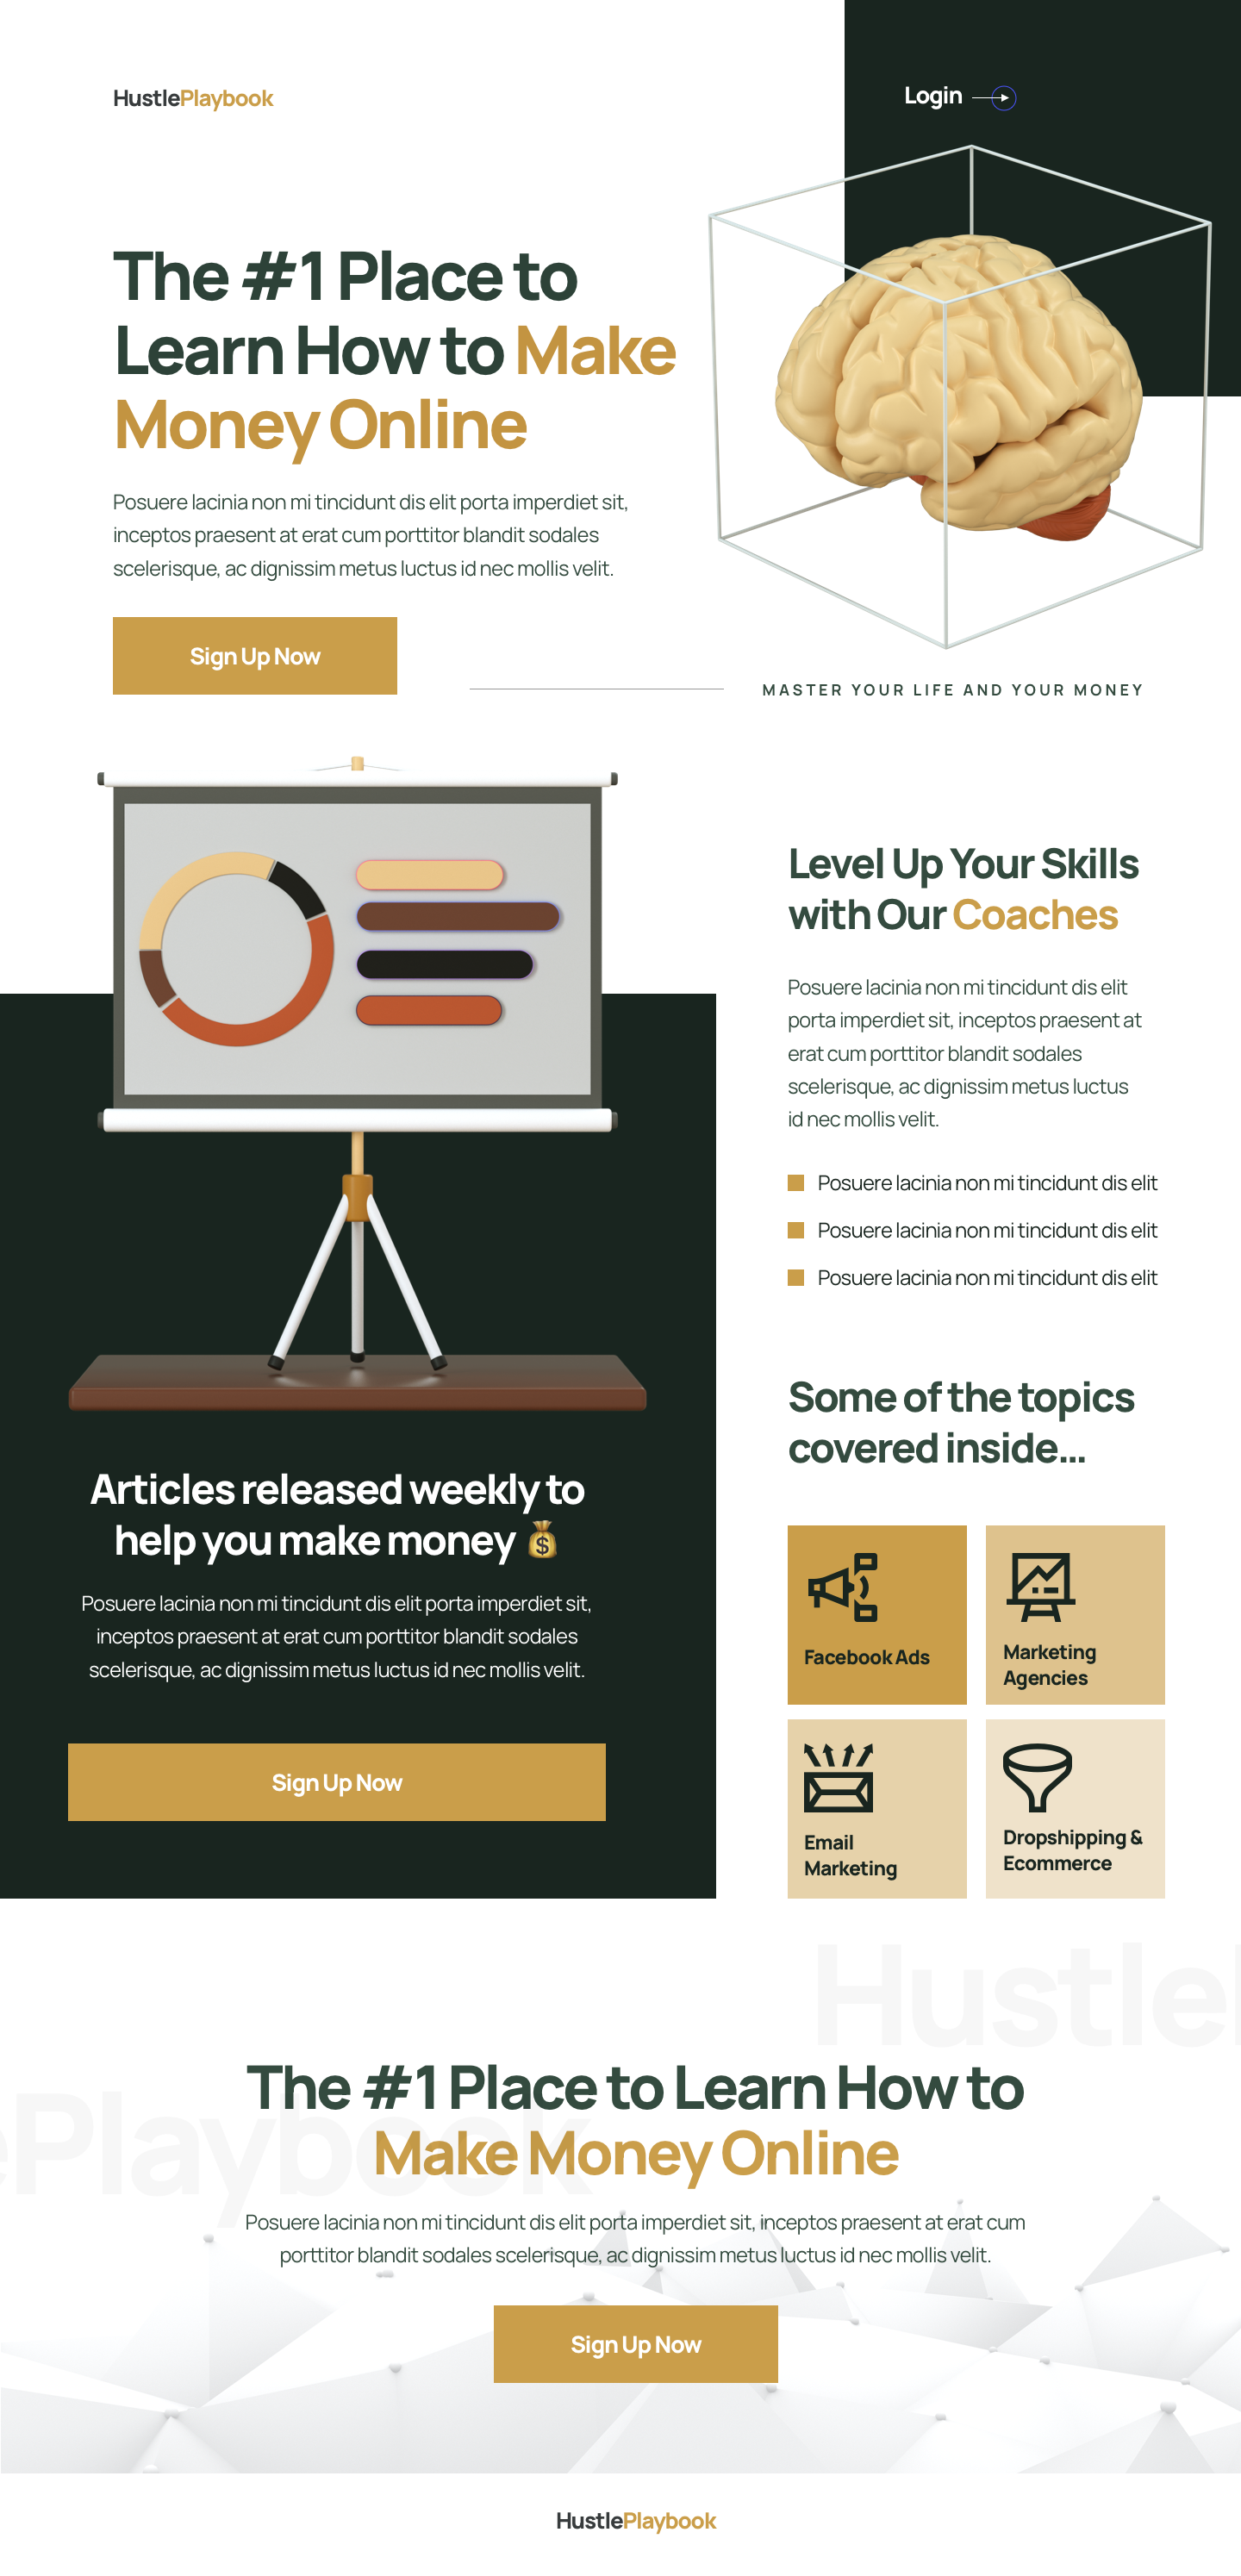 HustlePlaybook
Login
The #1 Place to
Learn How to Make
Money Online
Posuere lacinia non mi tincidunt dis elit porta imperdiet sit,
inceptos praesent at erat cum porttitor blandit sodales
scelerisque, ac dignissim metus luctus id nec mollis velit.
Sign Up Now
MASTER YOUR LIFE AND YOUR MONEY
Level Up Your Skills
with Our Coaches
Posuere lacinia non mi tincidunt dis elit
porta imperdiet sit, inceptos praesent at
erat cum porttitor blandit sodales
scelerisque, ac dignissim metus luctus
id nec mollis velit.
Posuere lacinia non mi tincidunt dis elit
Posuere lacinia non mi tincidunt dis elit
Posuere lacinia non mi tincidunt dis elit
Articles released weekly to
help you make money 💰
Posuere lacinia non mi tincidunt dis elit porta imperdiet sit,
inceptos praesent at erat cum porttitor blandit sodales
scelerisque, ac dignissim metus luctus id nec mollis velit.
Sign Up Now
Some of the topics
covered inside...
Facebook Ads
Marketing
Agencies
Email
Marketing
Dropshipping &
Ecommerce
Hustle
ePlaybook
The #1 Place to Learn How to
Make Money Online
Posuere lacinia non mi tincidunt dis elit porta imperdiet sit, inceptos praesent at erat cum
porttitor blandit sodales scelerisque, ac dignissim metus luctus id nec mollis velit.
Sign Up Now
HustlePlaybook